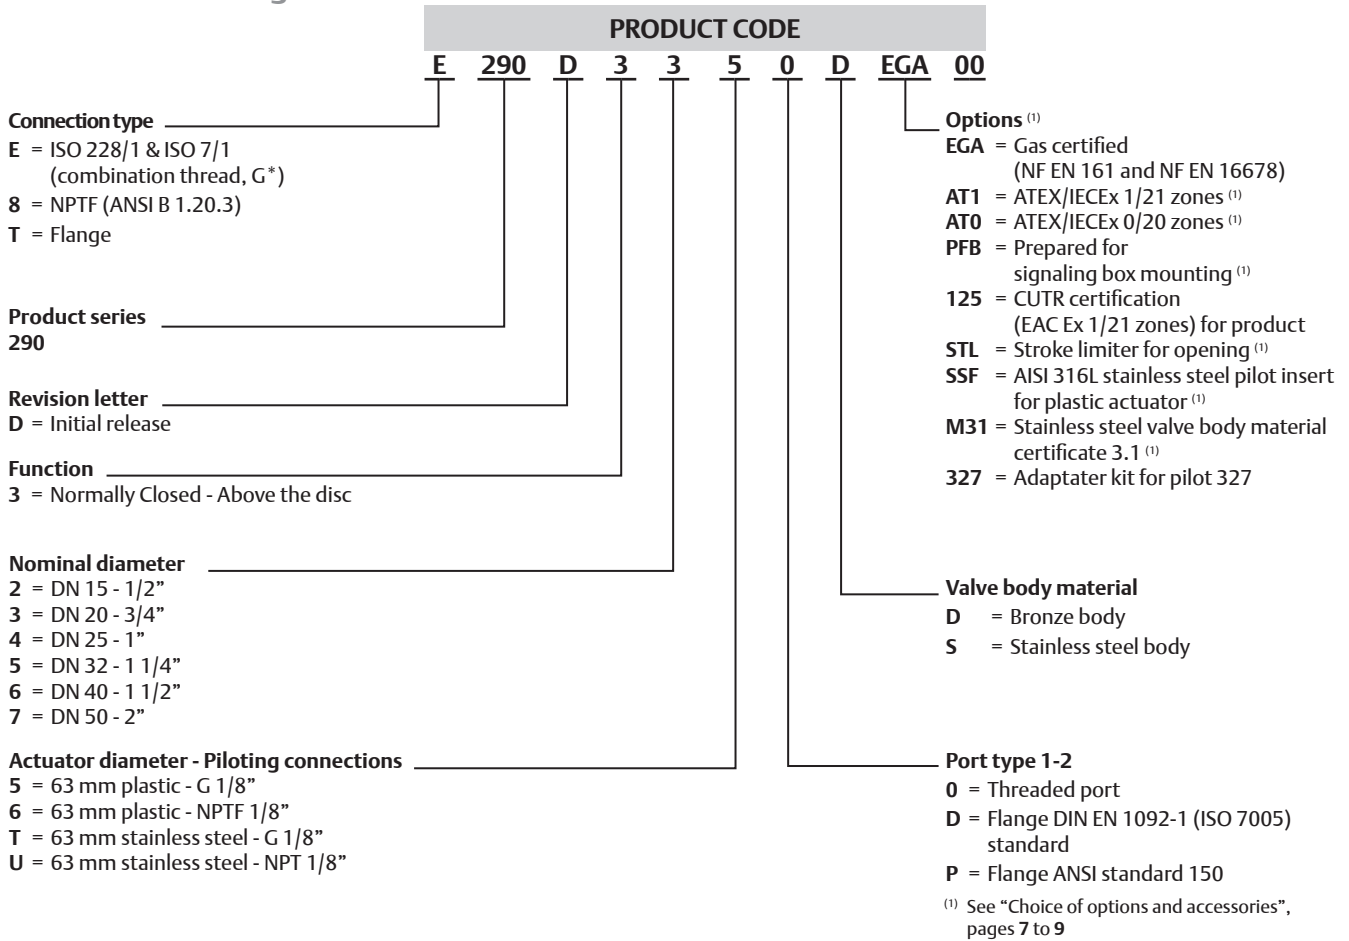 PRODUCT CODE
E 290 D 3 3 5 0 D EGA 00
Connection type
E = ISO 228/1 & ISO 7/1
(combination thread, G*)
8 = NPTF (ANSI B 1.20.3)
T = Flange
Product series
290
Revision letter
D = Initial release
Function
3 = Normally Closed - Above the disc
Nominal diameter
2 = DN 15 - 1/2”
3 = DN 20 - 3/4”
4 = DN 25 - 1”
5 = DN 32 - 1 1/4”
6 = DN 40 - 1 1/2”
7 = DN 50 - 2”
Actuator diameter - Piloting connections
5 = 63 mm plastic - G 1/8”
6 = 63 mm plastic - NPTF 1/8”
T = 63 mm stainless steel - G 1/8”
U = 63 mm stainless steel - NPT 1/8”
Options (1)
EGA = Gas certified
(NF EN 161 and NF EN 16678)
AT1 = ATEX/IECEx 1/21 zones (1)
AT0 = ATEX/IECEx 0/20 zones (1)
PFB = Prepared for
signaling box mounting (1)
125 = CUTR certification
(EAC Ex 1/21 zones) for product
STL = Stroke limiter for opening (1)
SSF = AISI 316L stainless steel pilot insert
for plastic actuator (1)
M31 = Stainless steel valve body material
certificate 3.1 (1)
327 = Adaptater kit for pilot 327
Valve body material
D = Bronze body
S = Stainless steel body
Port type 1-2
0 = Threaded port
D = Flange DIN EN 1092-1 (ISO 7005)
standard
P = Flange ANSI standard 150
(1) See “Choice of options and accessories”,
pages 7 to 9